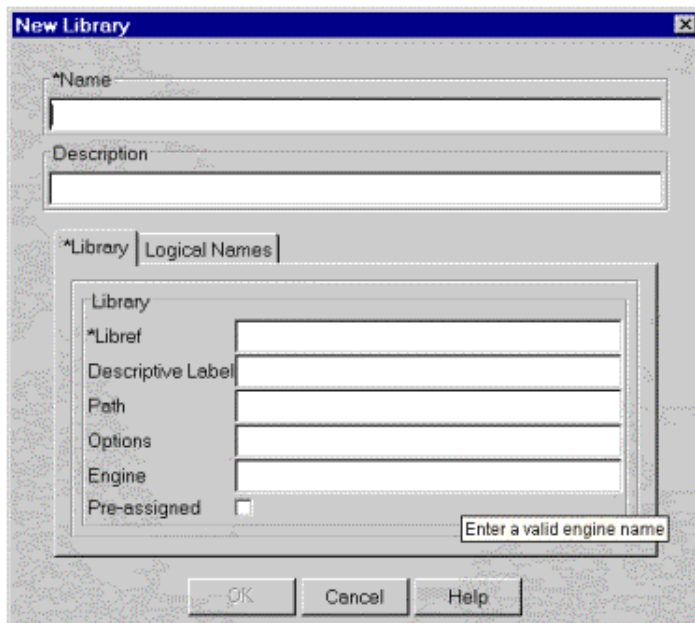 New Library
*Name
Description
*Library Logical Names
Library
*Libref
Descriptive Label
Path
Options
Engine
Pre-assigned
Enter a valid engine name
OK Cancel Help